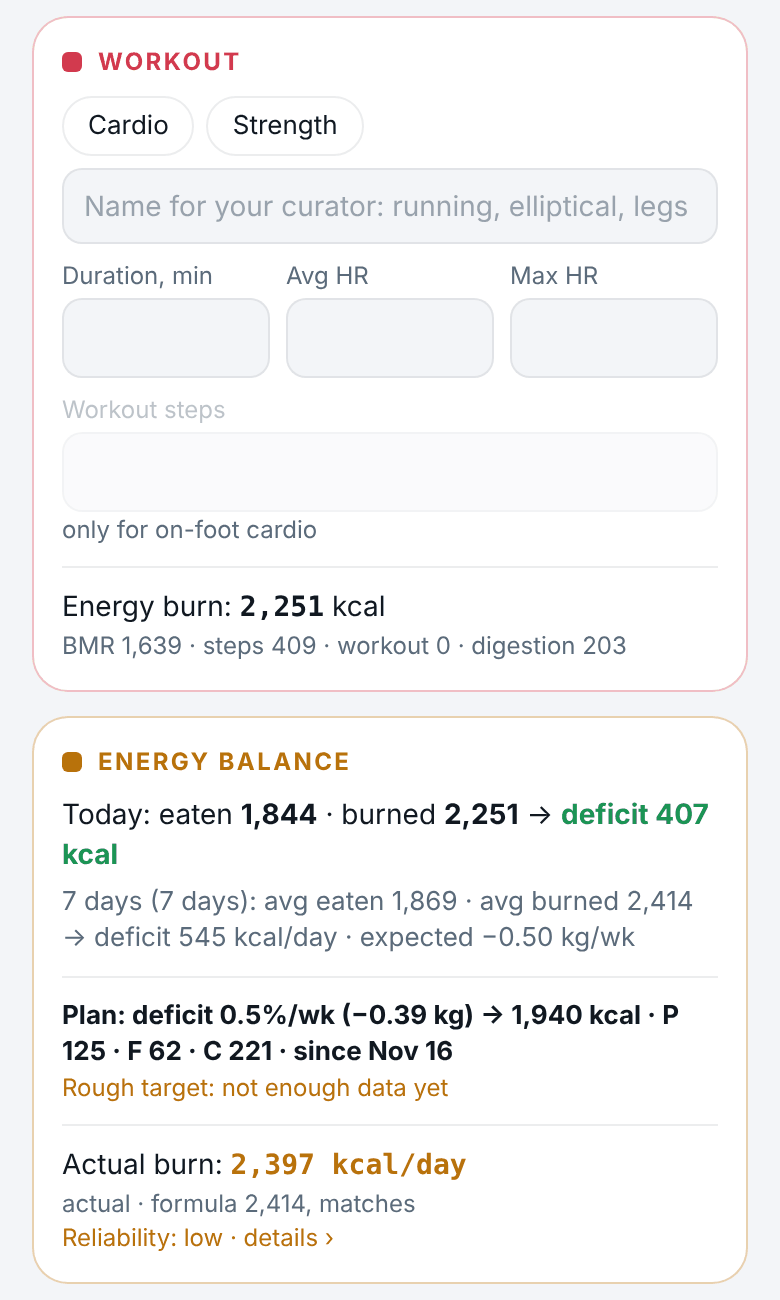 WORKOUT
Cardio Strength
Name for your curator: running, elliptical, legs
Duration, min Avg HR Max HR
Workout steps
only for on-foot cardio
Energy burn: 2,251 kcal
BMR 1,639 · steps 409 · workout 0 · digestion 203
ENERGY BALANCE
Today: eaten 1,844 · burned 2,251 → deficit 407
kcal
7 days (7 days): avg eaten 1,869 · avg burned 2,414
→ deficit 545 kcal/day · expected −0.50 kg/wk
Plan: deficit 0.5%/wk (−0.39 kg) → 1,940 kcal · P
125 · F 62 · C 221 · since Nov 16
Rough target: not enough data yet
Actual burn: 2,397 kcal/day
actual · formula 2,414, matches
Reliability: low · details ›